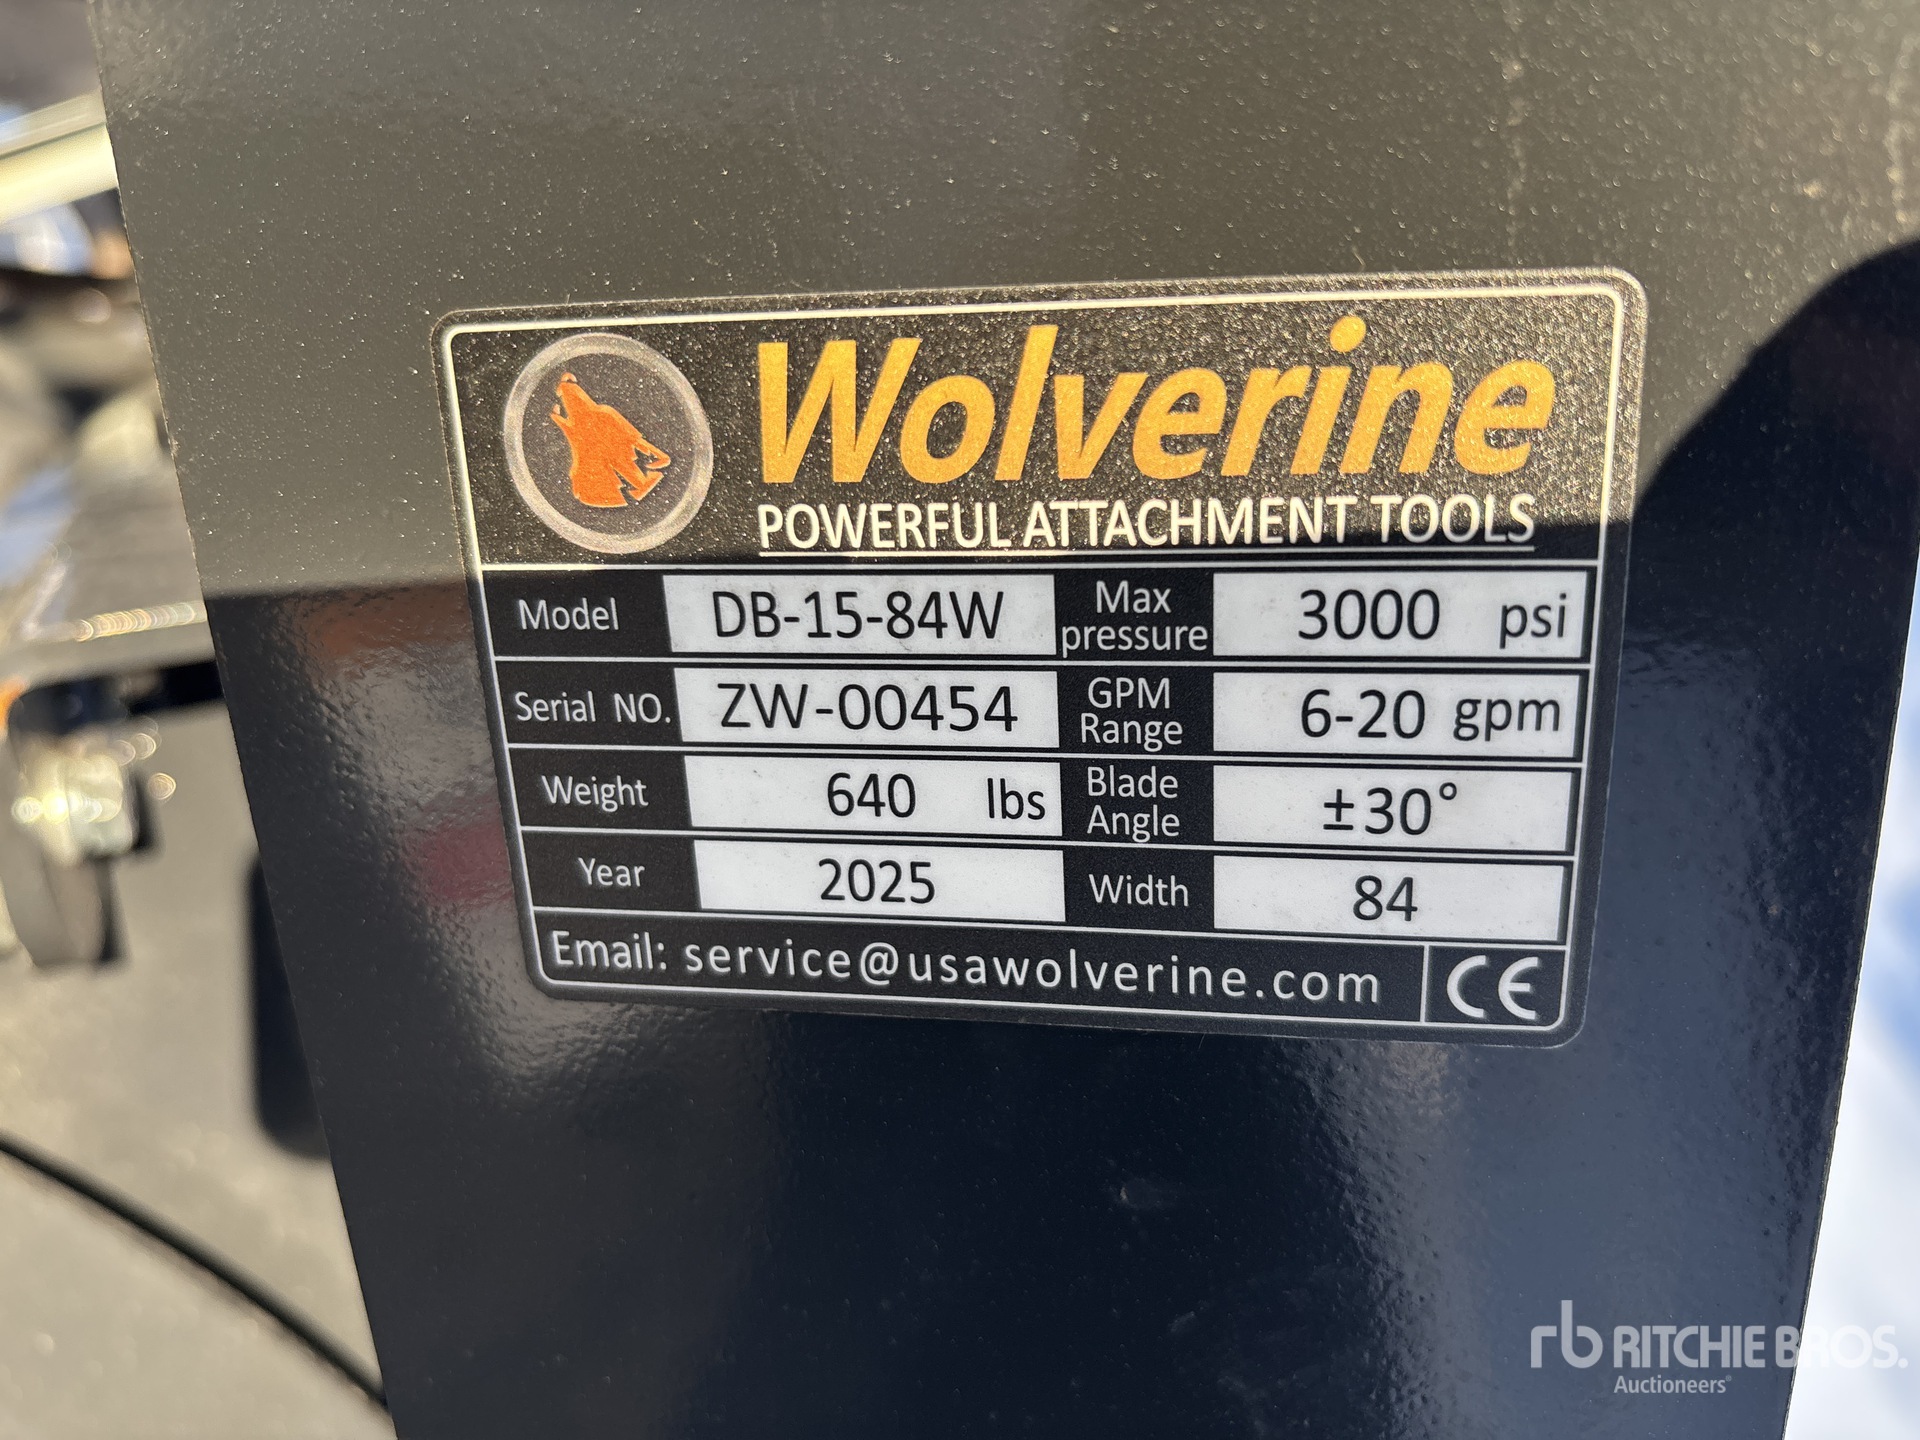 Wolverine
POWERFUL ATTACHMENT TOOLS
Model DB-15-84W Max pressure 3000 psi
Serial NO. ZW-00454 GPM Range 6-20 gpm
Weight 640 lbs Blade Angle ±30°
Year 2025 Width 84
Email: service@usawolverine.com CE
rb RITCHIE BROS.
Auctioneers